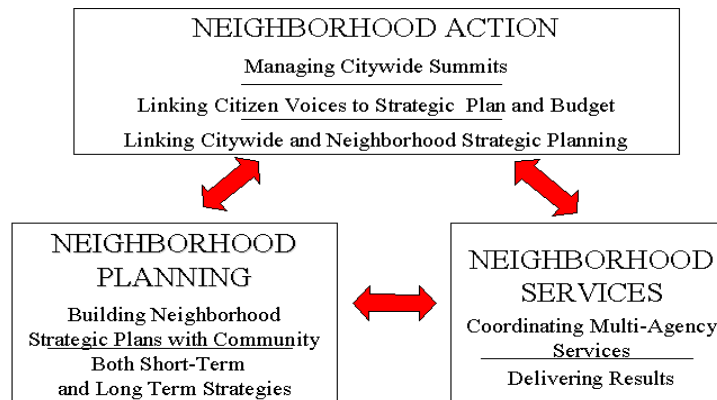 NEIGHBORHOOD ACTION
Managing Citywide Summits
Linking Citizen Voices to Strategic Plan and Budget
Linking Citywide and Neighborhood Strategic Planning
NEIGHBORHOOD
PLANNING
Building Neighborhood
Strategic Plans with Community
Both Short-Term
and Long Term Strategies
NEIGHBORHOOD
SERVICES
Coordinating Multi-Agency
Services
Delivering Results